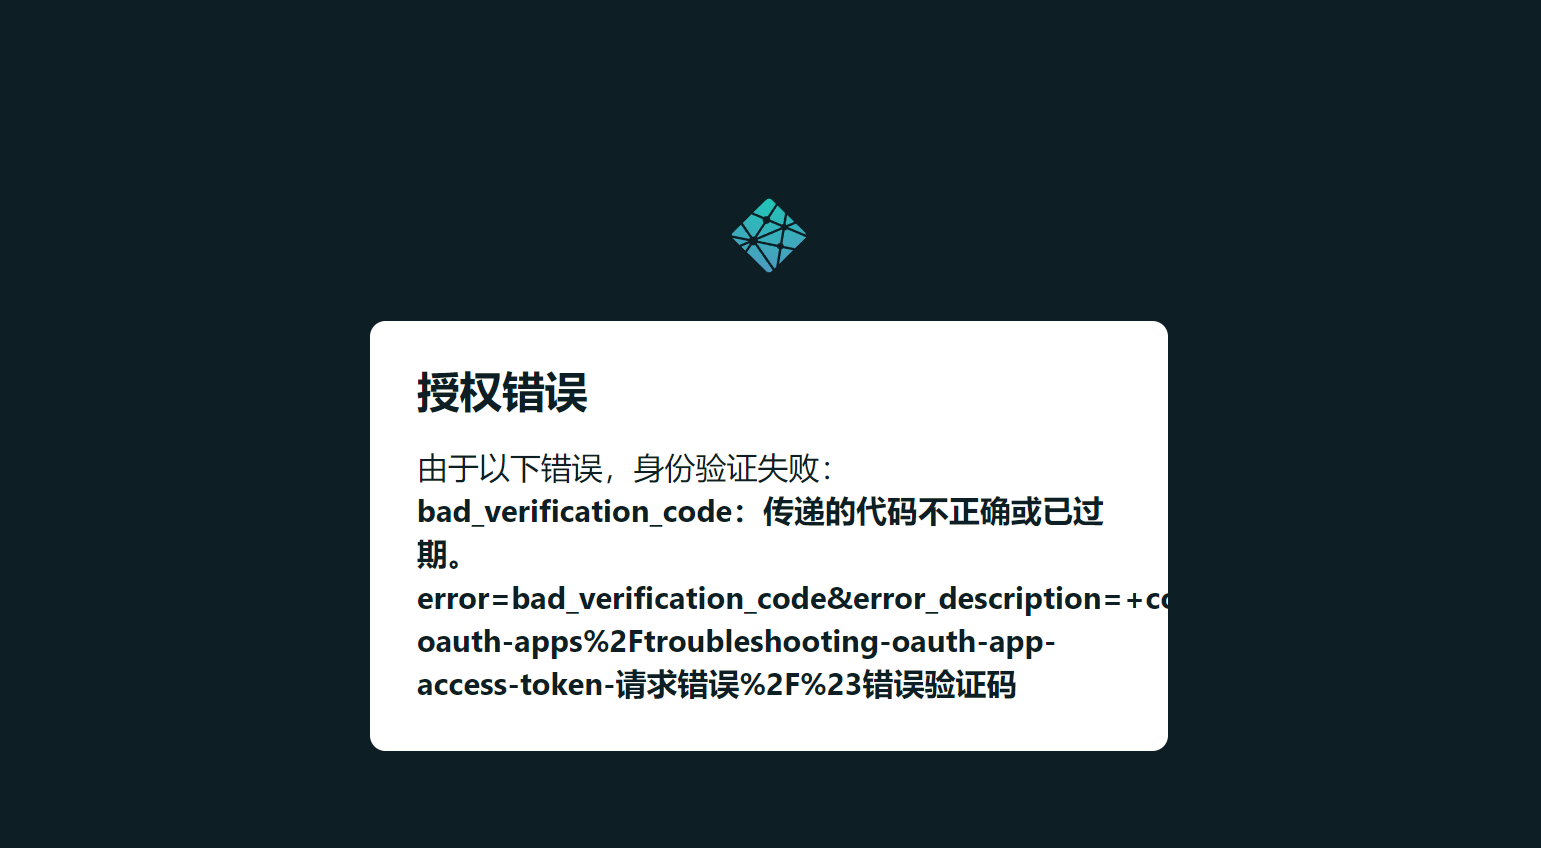 授权错误
由于以下错误，身份验证失败：
bad_verification_code：传递的代码不正确或已过
期。
error=bad_verification_code&error_description=+co
oauth-apps%2Ftroubleshooting-oauth-app-
access-token-请求错误%2F%23错误验证码